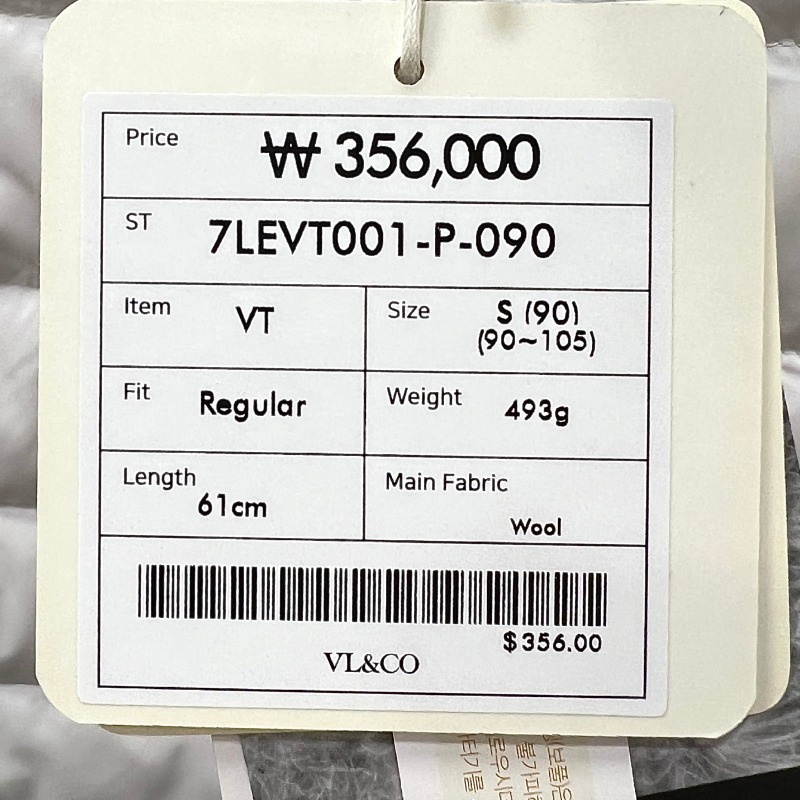 Price ₩ 356,000
ST 7LEVT001-P-090
Item VT
Size S (90)
(90~105)
Fit Regular
Weight 493g
Length 61cm
Main Fabric
Wool
$356.00
VL&CO